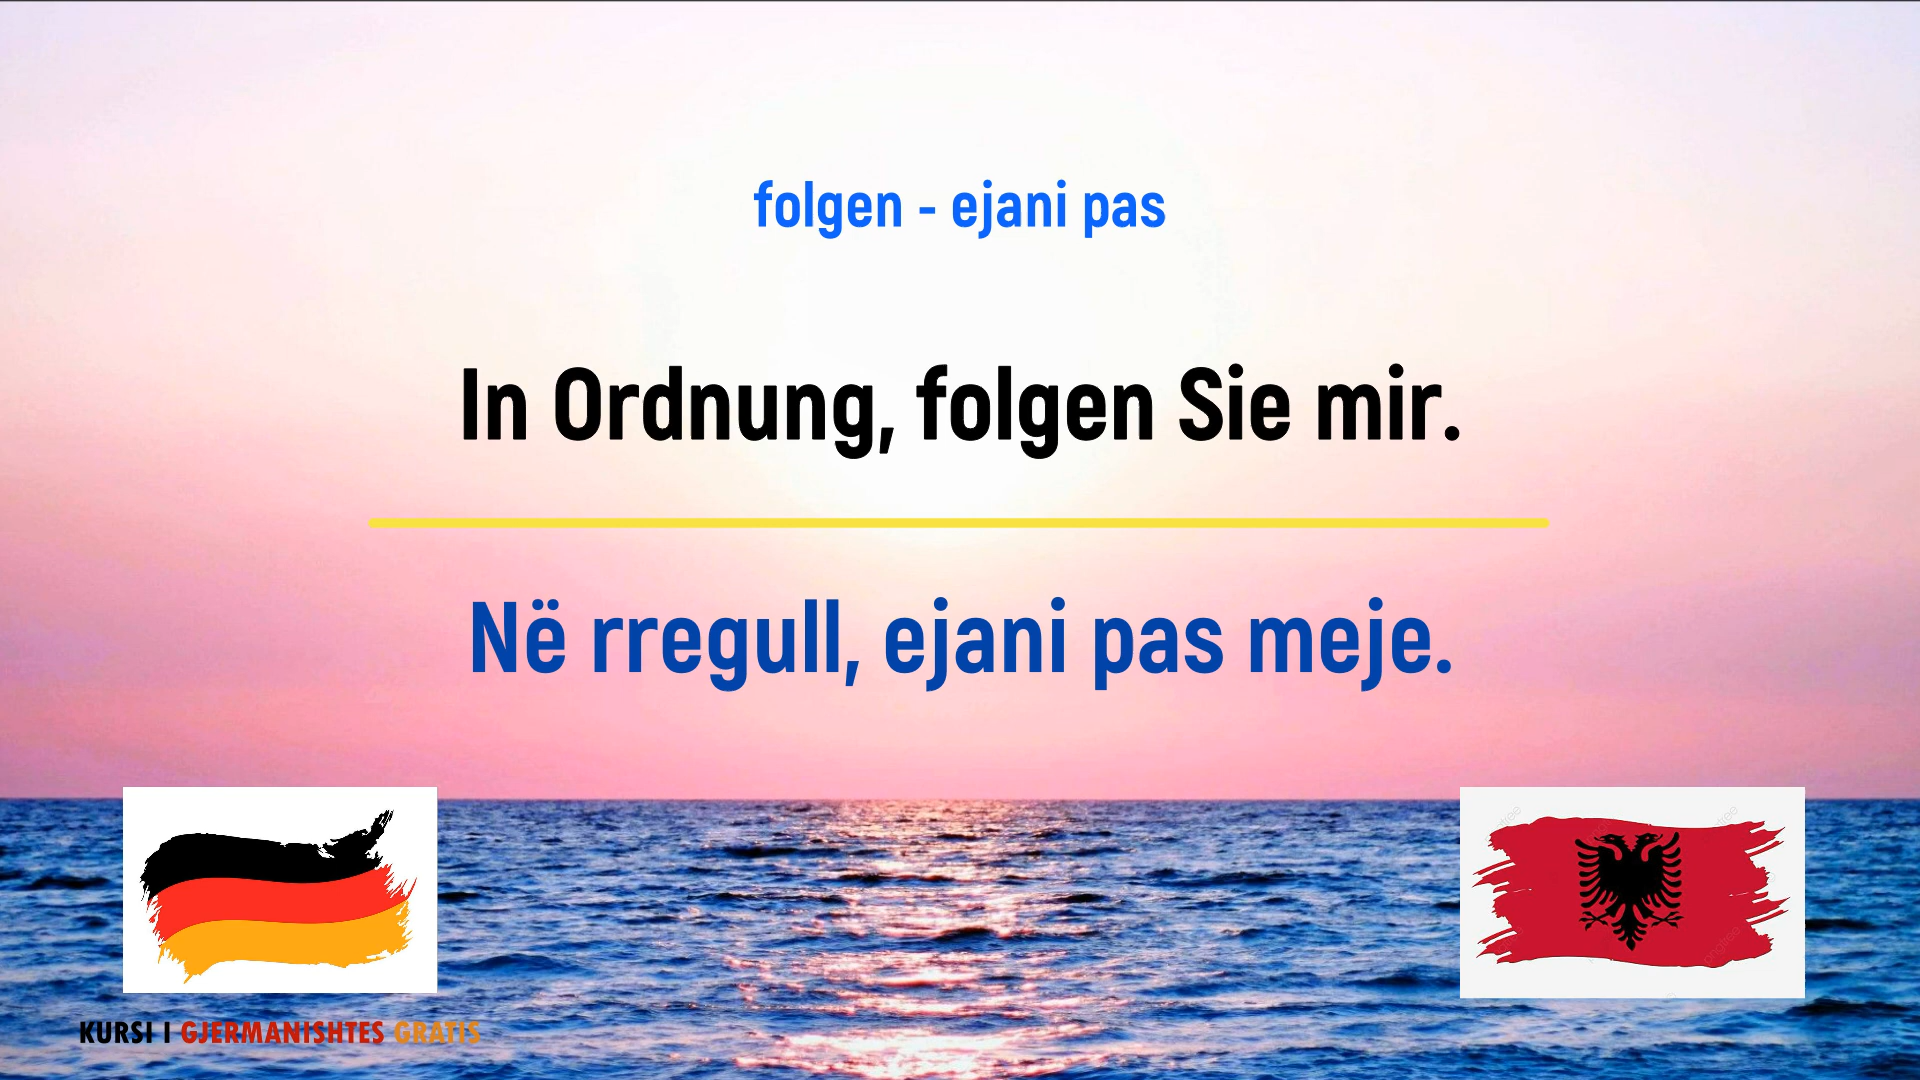 folgen - ejani pas
In Ordnung, folgen Sie mir.
Në rregull, ejani pas meje.
KURSI I GJERMANISHTES GRATIS